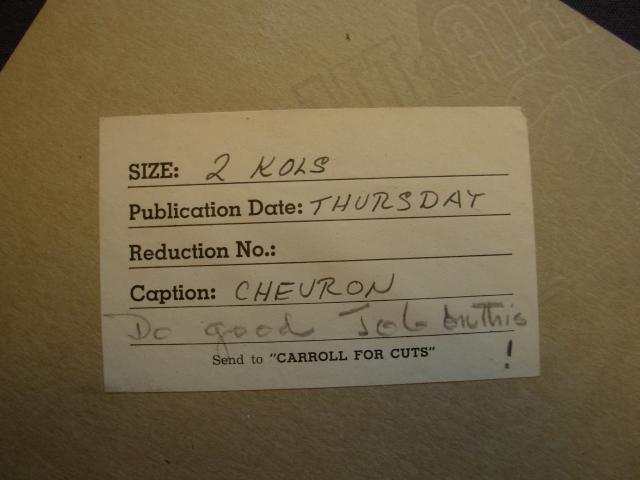 SIZE: 2 KOLS
Publication Date: THURSDAY
Reduction No.:
Caption: CHEVRON
Do good Job on this
!
Send to "CARROLL FOR CUTS"